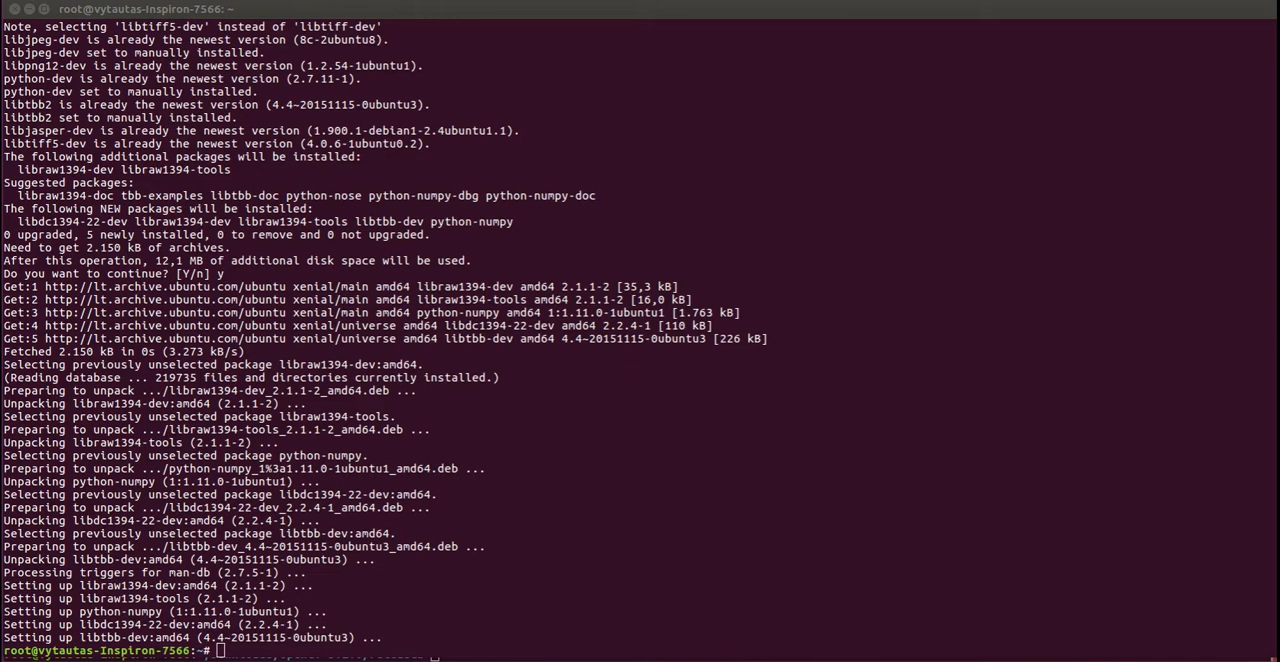 root@vytautas-Inspiron-7566: ~
Note, selecting 'libtiff5-dev' instead of 'libtiff-dev'
libjpeg-dev is already the newest version (8c-2ubuntu8).
libjpeg-dev set to manually installed.
libpng12-dev is already the newest version (1.2.54-1ubuntu1).
python-dev is already the newest version (2.7.11-1).
python-dev set to manually installed.
libtbb2 is already the newest version (4.4~20151115-0ubuntu3).
libtbb2 set to manually installed.
libjasper-dev is already the newest version (1.900.1-debian1-2.4ubuntu1.1).
libtiff5-dev is already the newest version (4.0.6-1ubuntu0.2).
The following additional packages will be installed:
  libraw1394-dev libraw1394-tools
Suggested packages:
  libraw1394-doc tbb-examples libtbb-doc python-nose python-numpy-dbg python-numpy-doc
The following NEW packages will be installed:
  libdc1394-22-dev libraw1394-dev libraw1394-tools libtbb-dev python-numpy
0 upgraded, 5 newly installed, 0 to remove and 0 not upgraded.
Need to get 2.150 kB of archives.
After this operation, 12,1 MB of additional disk space will be used.
Do you want to continue? [Y/n] y
Get:1 http://lt.archive.ubuntu.com/ubuntu xenial/main amd64 libraw1394-dev amd64 2.1.1-2 [35,3 kB]
Get:2 http://lt.archive.ubuntu.com/ubuntu xenial/main amd64 libraw1394-tools amd64 2.1.1-2 [16,0 kB]
Get:3 http://lt.archive.ubuntu.com/ubuntu xenial/main amd64 python-numpy amd64 1:1.11.0-1ubuntu1 [1.763 kB]
Get:4 http://lt.archive.ubuntu.com/ubuntu xenial/universe amd64 libdc1394-22-dev amd64 2.2.4-1 [110 kB]
Get:5 http://lt.archive.ubuntu.com/ubuntu xenial/universe amd64 libtbb-dev amd64 4.4~20151115-0ubuntu3 [226 kB]
Fetched 2.150 kB in 0s (3.273 kB/s)
Selecting previously unselected package libraw1394-dev:amd64.
(Reading database ... 219735 files and directories currently installed.)
Preparing to unpack .../libraw1394-dev_2.1.1-2_amd64.deb ...
Unpacking libraw1394-dev:amd64 (2.1.1-2) ...
Selecting previously unselected package libraw1394-tools.
Preparing to unpack .../libraw1394-tools_2.1.1-2_amd64.deb ...
Unpacking libraw1394-tools (2.1.1-2) ...
Selecting previously unselected package python-numpy.
Preparing to unpack .../python-numpy_1%3a1.11.0-1ubuntu1_amd64.deb ...
Unpacking python-numpy (1:1.11.0-1ubuntu1) ...
Selecting previously unselected package libdc1394-22-dev:amd64.
Preparing to unpack .../libdc1394-22-dev_2.2.4-1_amd64.deb ...
Unpacking libdc1394-22-dev:amd64 (2.2.4-1) ...
Selecting previously unselected package libtbb-dev:amd64.
Preparing to unpack .../libtbb-dev_4.4~20151115-0ubuntu3_amd64.deb ...
Unpacking libtbb-dev:amd64 (4.4~20151115-0ubuntu3) ...
Processing triggers for man-db (2.7.5-1) ...
Setting up libraw1394-dev:amd64 (2.1.1-2) ...
Setting up libraw1394-tools (2.1.1-2) ...
Setting up python-numpy (1:1.11.0-1ubuntu1) ...
Setting up libdc1394-22-dev:amd64 (2.2.4-1) ...
Setting up libtbb-dev:amd64 (4.4~20151115-0ubuntu3) ...
root@vytautas-Inspiron-7566:~#